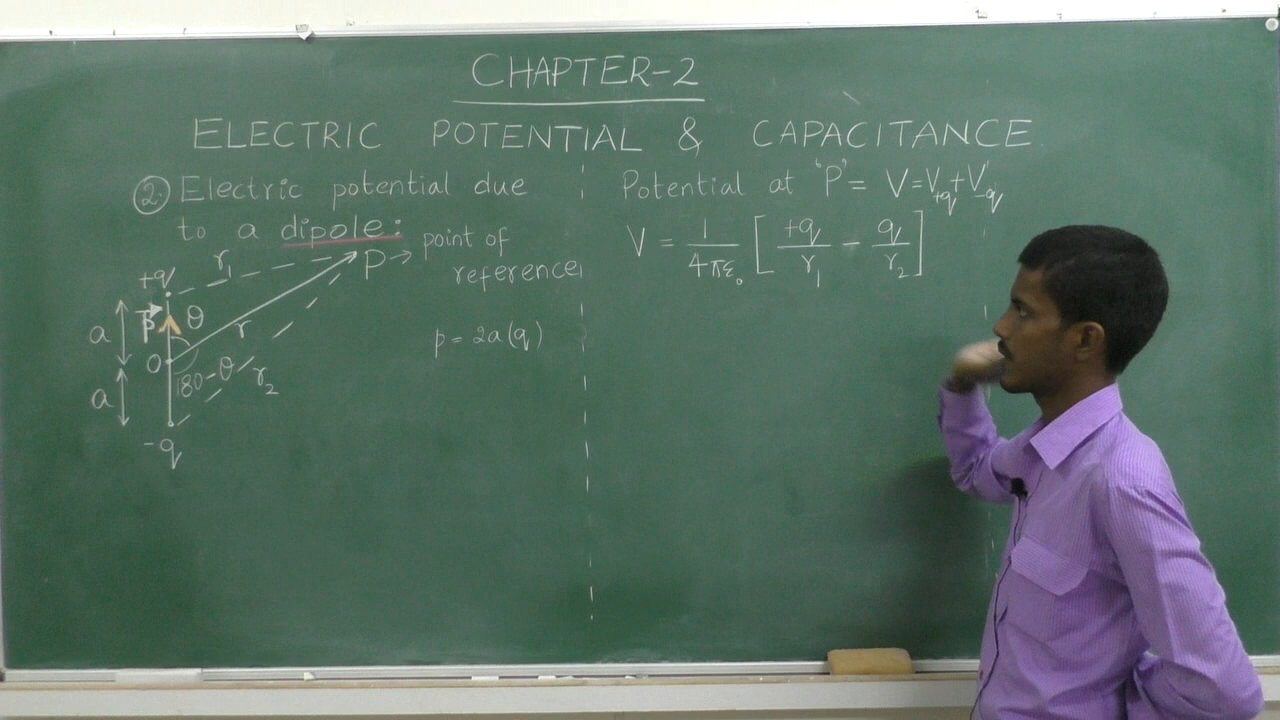 CHAPTER-2
ELECTRIC POTENTIAL & CAPACITANCE
2. Electric potential due
to a dipole:
P → point of
reference
+q
r₁
a
p⃗
θ
r
O
180-θ
r₂
a
-q
p = 2a(q)
Potential at 'P' = V = V₊q + V₋q
V = 1/4πε₀ [ +q/r₁ − q/r₂ ]